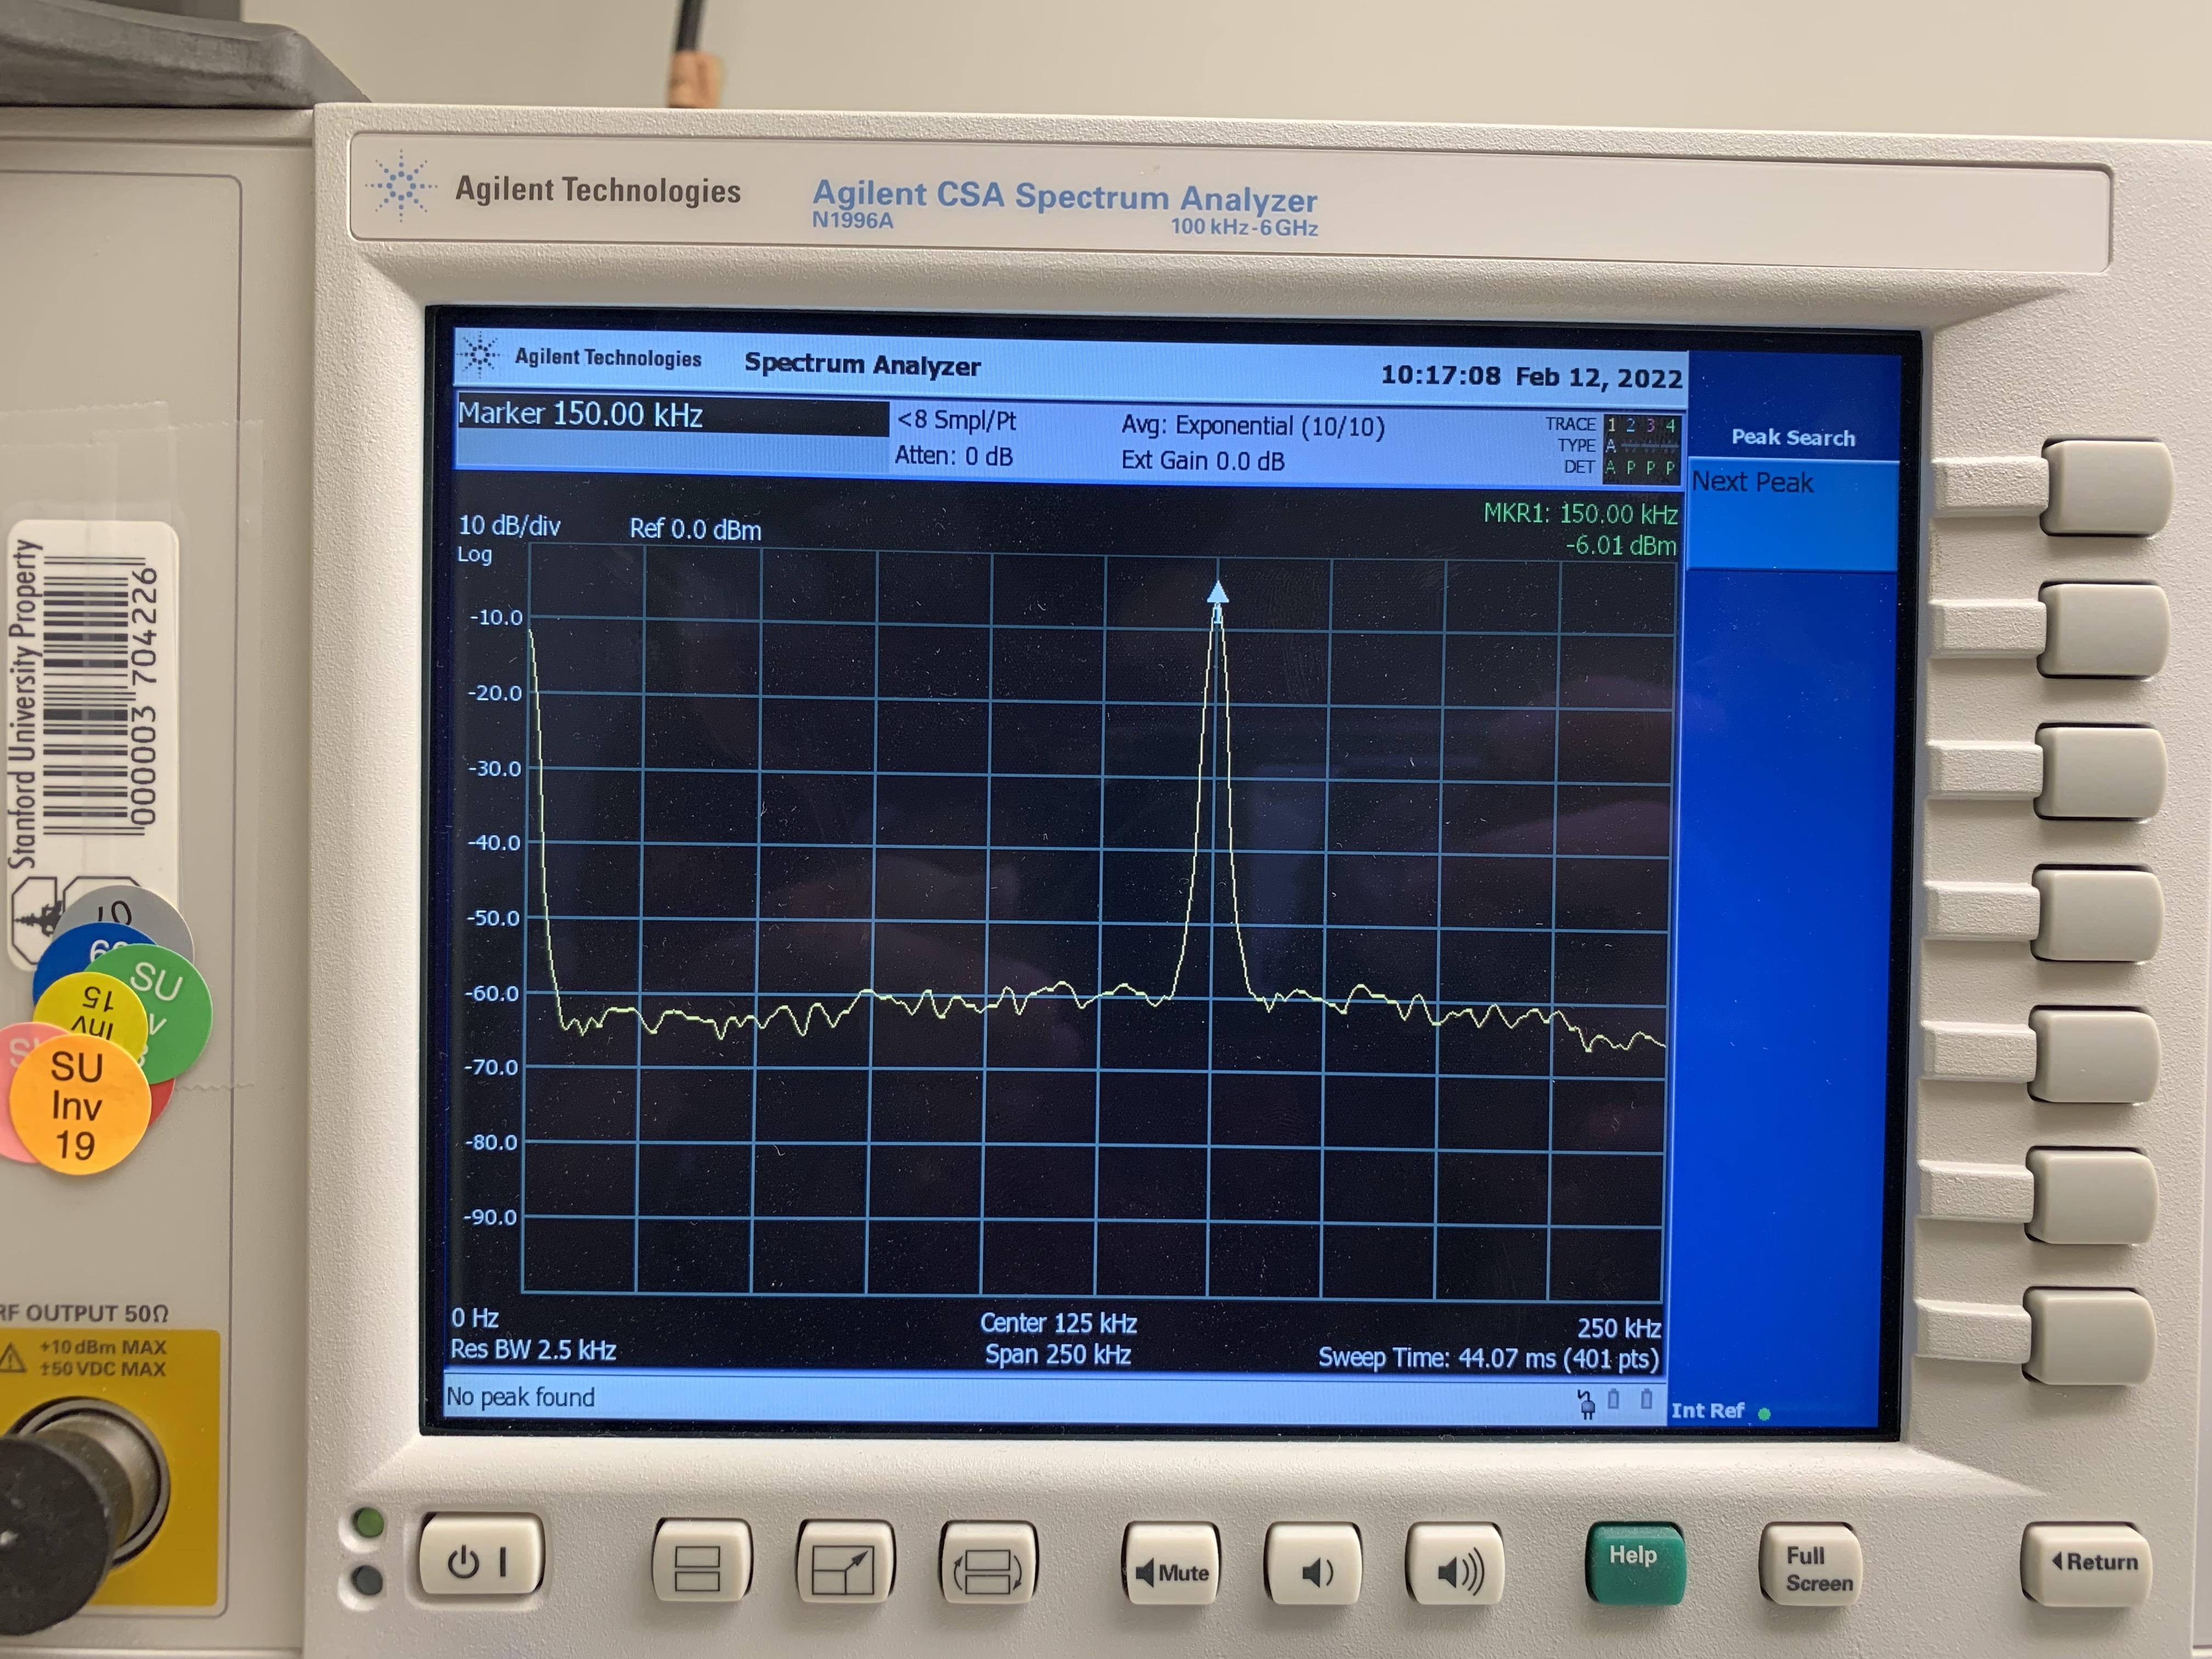 Agilent Technologies
Agilent CSA Spectrum Analyzer
N1996A
100 kHz-6 GHz
Agilent Technologies
Spectrum Analyzer
10:17:08 Feb 12, 2022
Marker 150.00 kHz
<8 Smpl/Pt
Atten: 0 dB
Avg: Exponential (10/10)
Ext Gain 0.0 dB
TRACE 1 2 3 4
TYPE A
DET A P P P
Peak Search
Next Peak
10 dB/div
Ref 0.0 dBm
MKR1: 150.00 kHz
-6.01 dBm
Log
1
-10.0
-20.0
-30.0
-40.0
-50.0
-60.0
-70.0
-80.0
-90.0
0 Hz
Center 125 kHz
250 kHz
Res BW 2.5 kHz
Span 250 kHz
Sweep Time: 44.07 ms (401 pts)
No peak found
Int Ref
Mute
Help
Full
Screen
Return
Stanford University Property
000003 704226
SU
15
Inv
SU
Inv
19
RF OUTPUT 50Ω
+10 dBm MAX
±50 VDC MAX